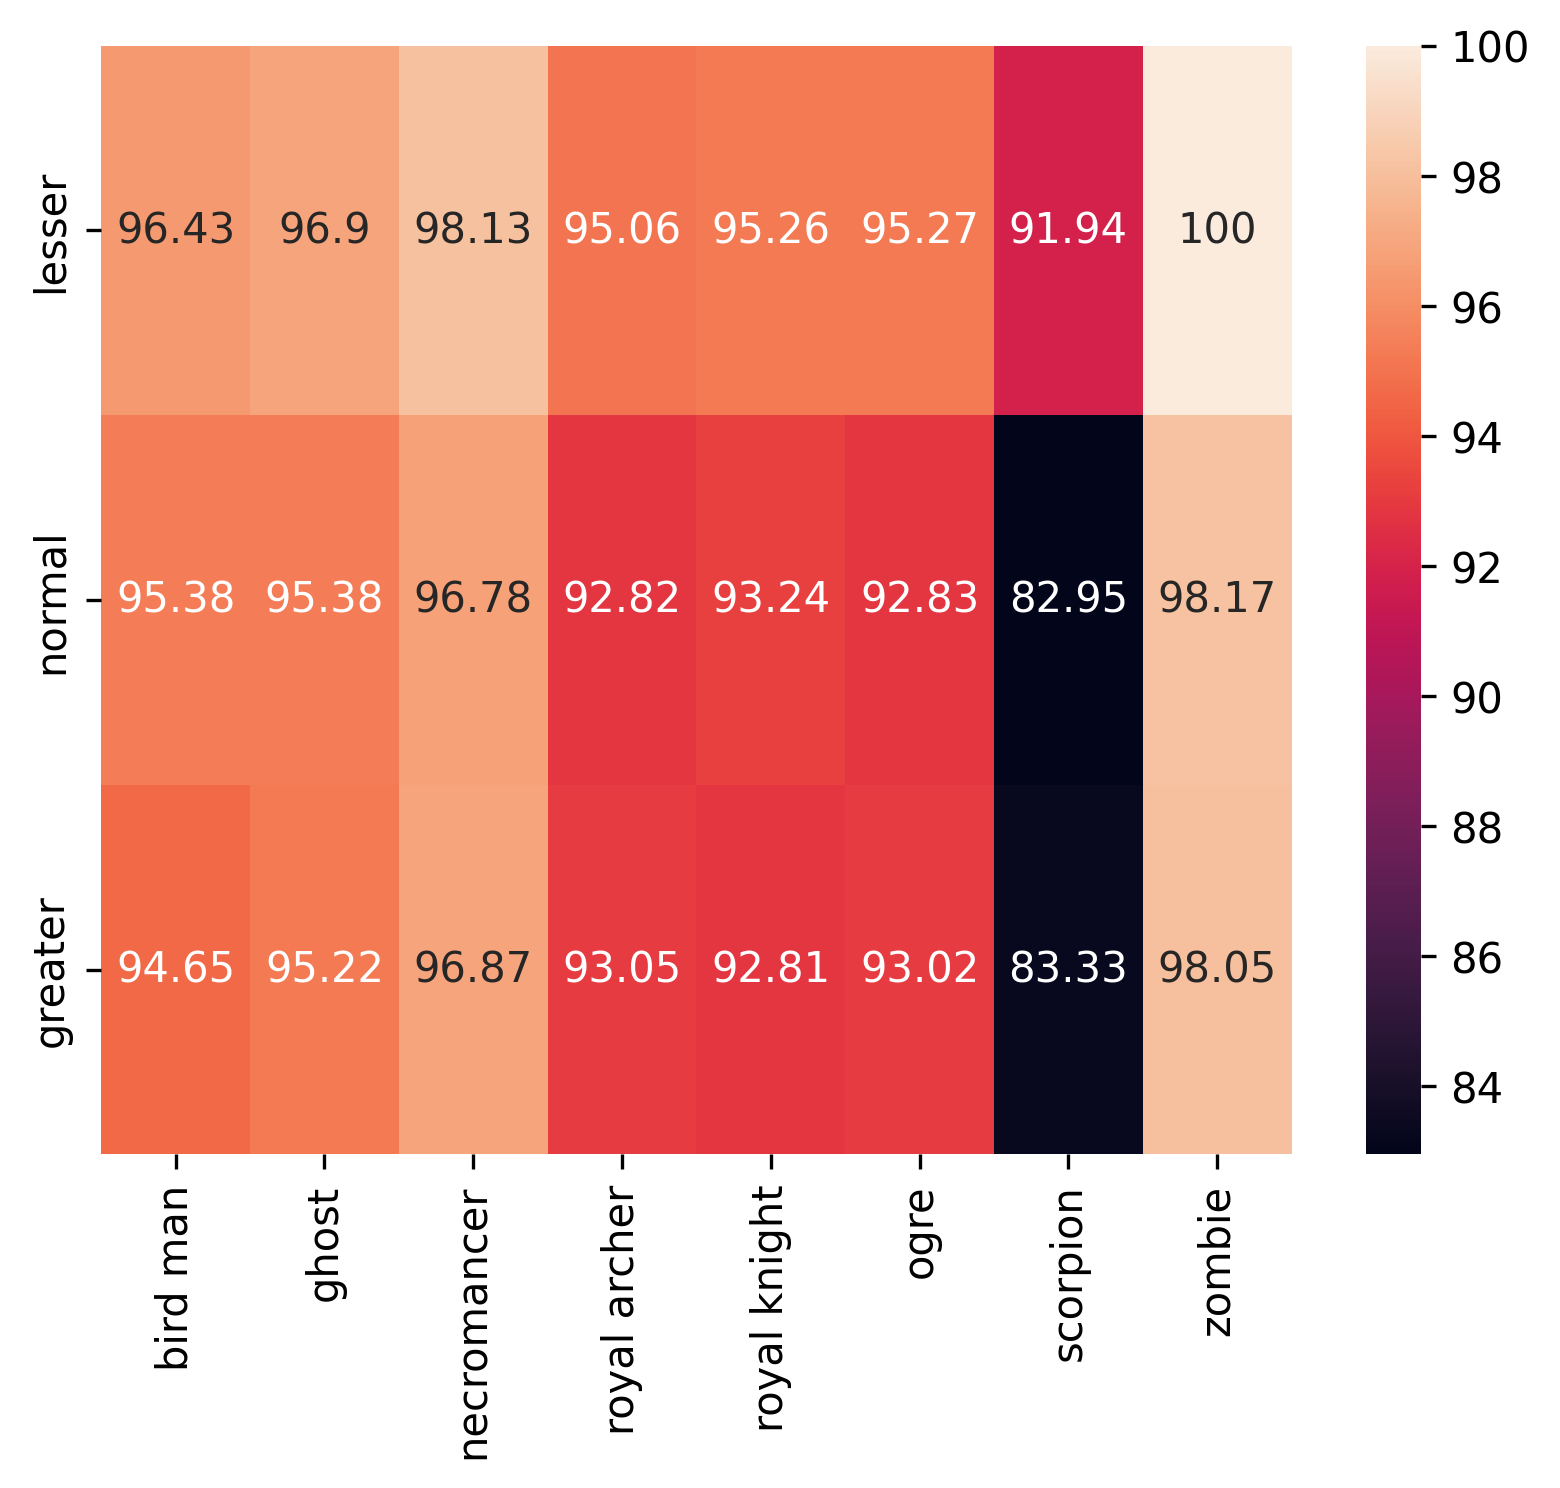 lesser 96.43 96.9 98.13 95.06 95.26 95.27 91.94 100
normal 95.38 95.38 96.78 92.82 93.24 92.83 82.95 98.17
greater 94.65 95.22 96.87 93.05 92.81 93.02 83.33 98.05
bird man
ghost
necromancer
royal archer
royal knight
ogre
scorpion
zombie
100
98
96
94
92
90
88
86
84